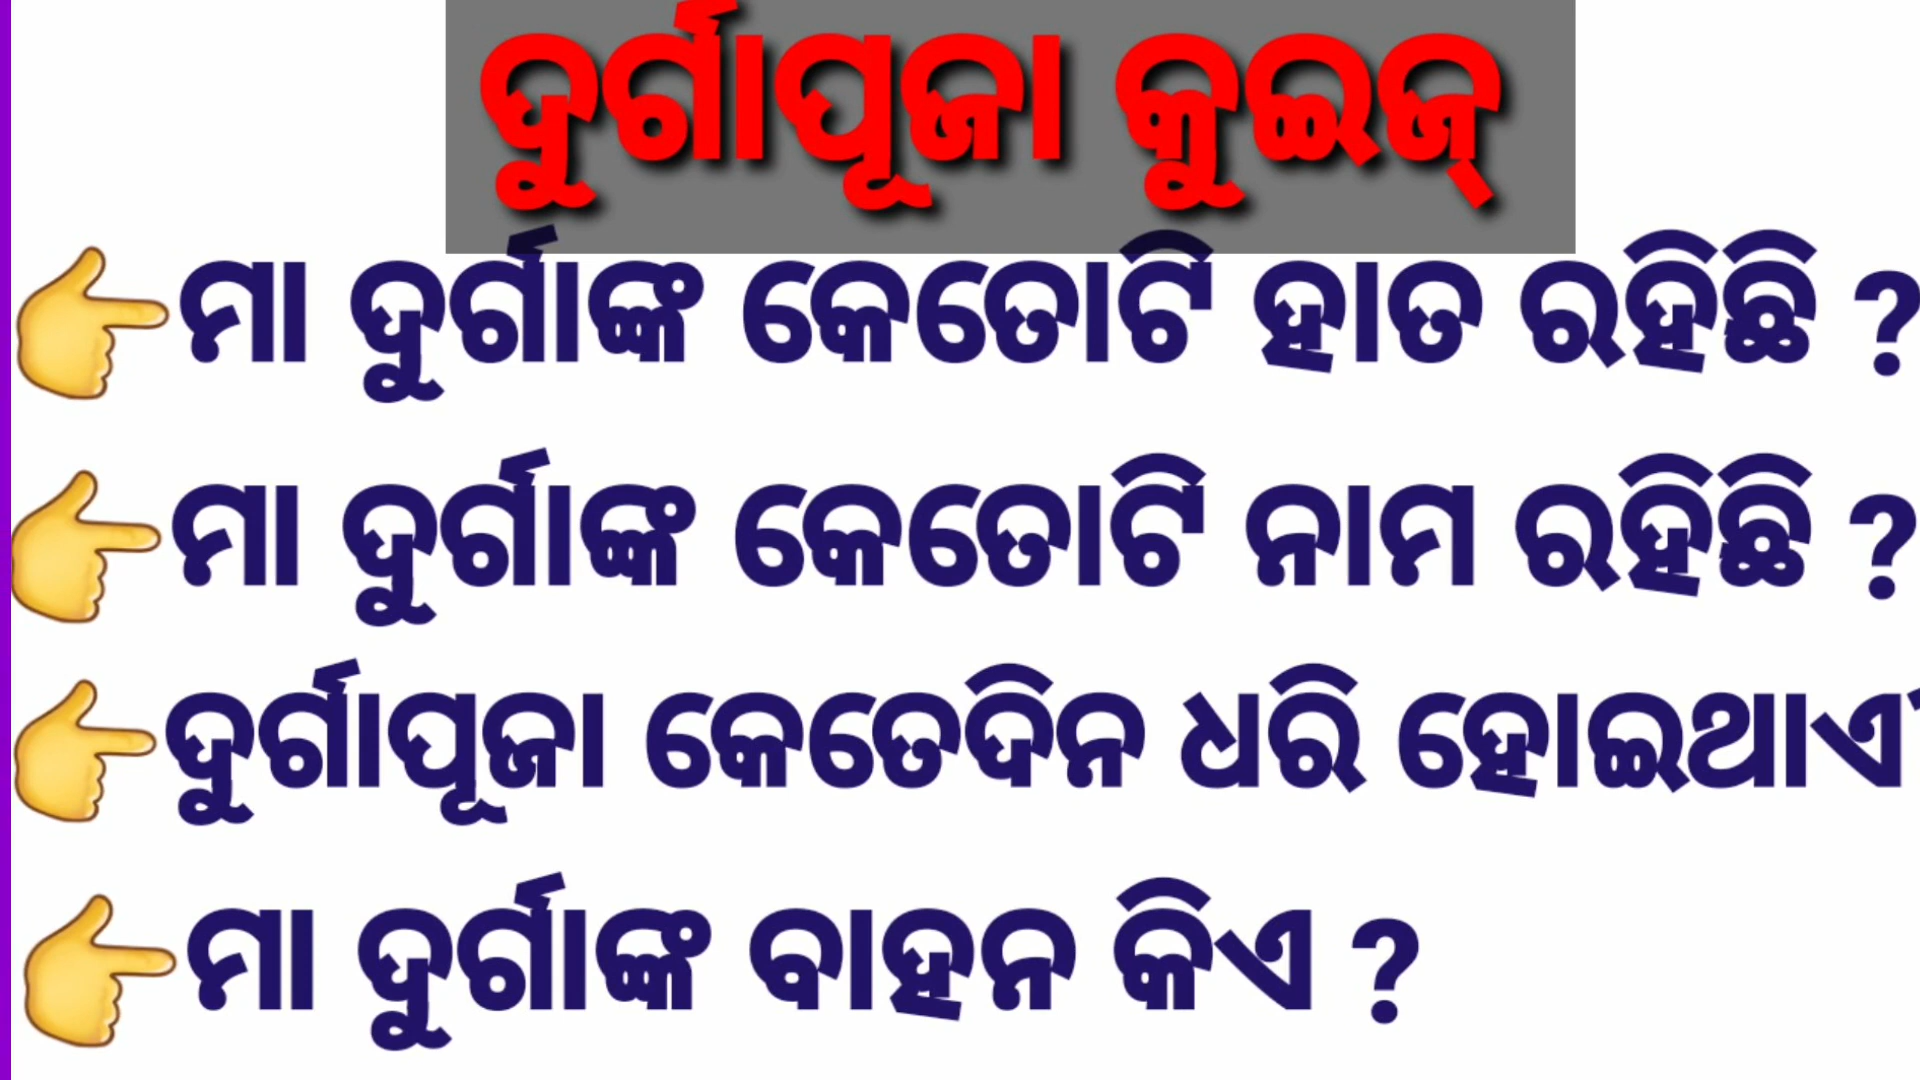 ଦୁର୍ଗାପୂଜା କୁଇଜ୍
👉ମା ଦୁର୍ଗାଙ୍କ କେତୋଟି ହାତ ରହିଛି ?
👉ମା ଦୁର୍ଗାଙ୍କ କେତୋଟି ନାମ ରହିଛି ?
👉ଦୁର୍ଗାପୂଜା କେତେଦିନ ଧରି ହୋଇଥାଏ
👉ମା ଦୁର୍ଗାଙ୍କ ବାହନ କିଏ ?